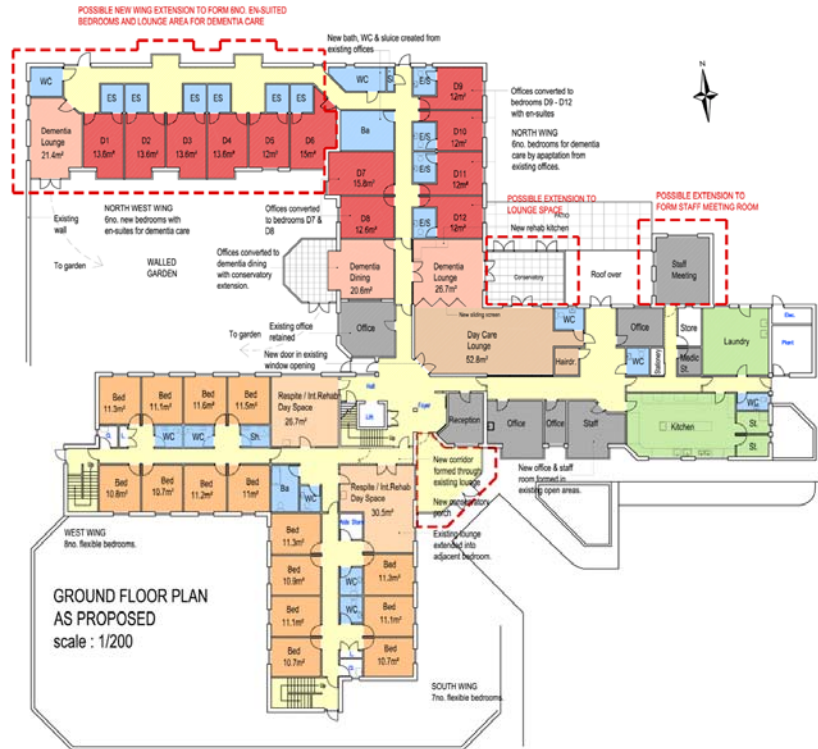 POSSIBLE NEW WING EXTENSION TO FORM 6NO. EN-SUITED
BEDROOMS AND LOUNGE AREA FOR DEMENTIA CARE
New bath, WC & sluice created from
existing offices
N
WC
ES
ES
ES
ES
ES
ES
WC
E/S
D9
12m²
Offices converted to
bedrooms D9 - D12
with en-suites
Dementia
Lounge
21.4m²
D1
13.6m²
D2
13.6m²
D3
13.6m²
D4
13.6m²
D5
12m²
D6
15m²
Ba
E/S
D10
12m²
NORTH WING
6no. bedrooms for dementia
care by apaptation from
existing offices.
D7
15.8m²
E/S
D11
12m²
Existing
wall
NORTH WEST WING
6no. new bedrooms with
en-suites for dementia care
Offices converted
to bedrooms D7 &
D8
D8
12.6m²
E/S
D12
12m²
POSSIBLE EXTENSION TO
LOUNGE SPACE
POSSIBLE EXTENSION TO
FORM STAFF MEETING ROOM
New rehab kitchen
To garden
WALLED
GARDEN
Offices converted to
dementia dining
with conservatory
extension.
Dementia
Dining
20.6m²
Dementia
Lounge
26.7m²
Conservatory
Roof over
Staff
Meeting
To garden
Existing office
retained
Office
New sliding screen
Day Care
Lounge
52.8m²
WC
Hairdr.
Office
WC
Stationery
Store
Medic
St.
Laundry
Elec.
Plant
New door in existing
window opening
Bed
11.3m²
Bed
11.1m²
Bed
11.6m²
Bed
11.5m²
Respite / Int.Rehab
Day Space
26.7m²
Hall
Lift
Foyer
Reception
Office
Office
Staff
Kitchen
WC
St.
St.
L
WC
WC
Sh.
Bed
10.8m²
Bed
10.7m²
Bed
11.2m²
Bed
11m²
Ba
WC
Respite / Int.Rehab
Day Space
30.5m²
New corridor
formed through
existing lounge
New conservatory
porch
New office & staff
room formed in
existing open areas.
WEST WING
8no. flexible bedrooms.
Bed
11.3m²
Store
Existing lounge
extended into
adjacent bedroom.
Bed
10.9m²
WC
Bed
11.3m²
GROUND FLOOR PLAN
AS PROPOSED
scale : 1/200
Bed
11.1m²
WC
Bed
11.1m²
Bed
10.7m²
L
Bed
10.7m²
SOUTH WING
7no. flexible bedrooms.